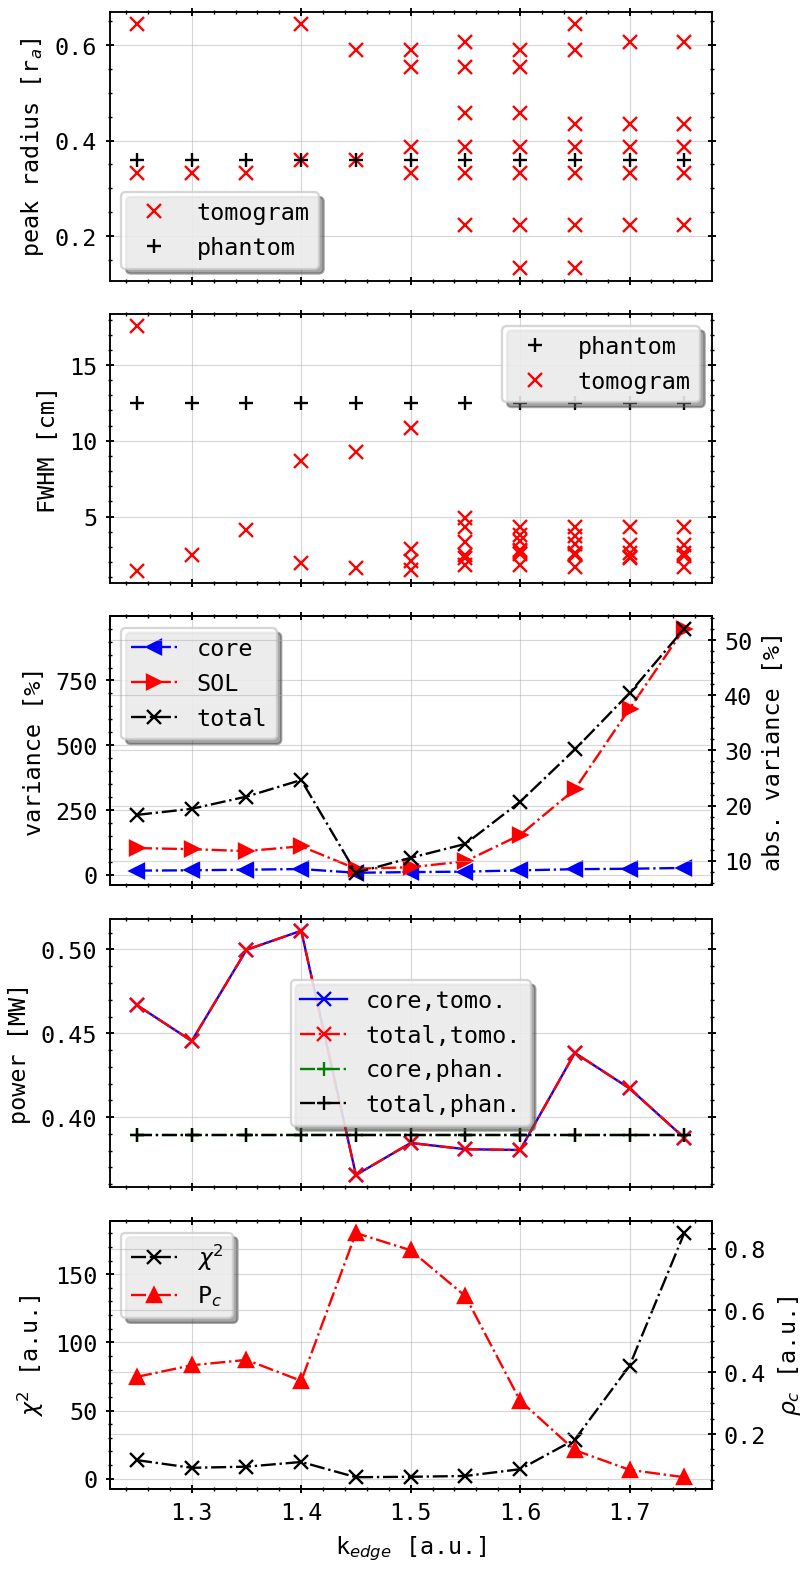 peak radius [rₐ]
0.6
0.4
0.2
tomogram
phantom
FWHM [cm]
15
10
5
phantom
tomogram
variance [%]
750
500
250
0
core
SOL
total
50
40
30
20
10
abs. variance [%]
power [MW]
0.50
0.45
0.40
core,tomo.
total,tomo.
core,phan.
total,phan.
χ² [a.u.]
150
100
50
0
χ²
P_c
0.8
0.6
0.4
0.2
ρ_c [a.u.]
1.3 1.4 1.5 1.6 1.7
k_edge [a.u.]